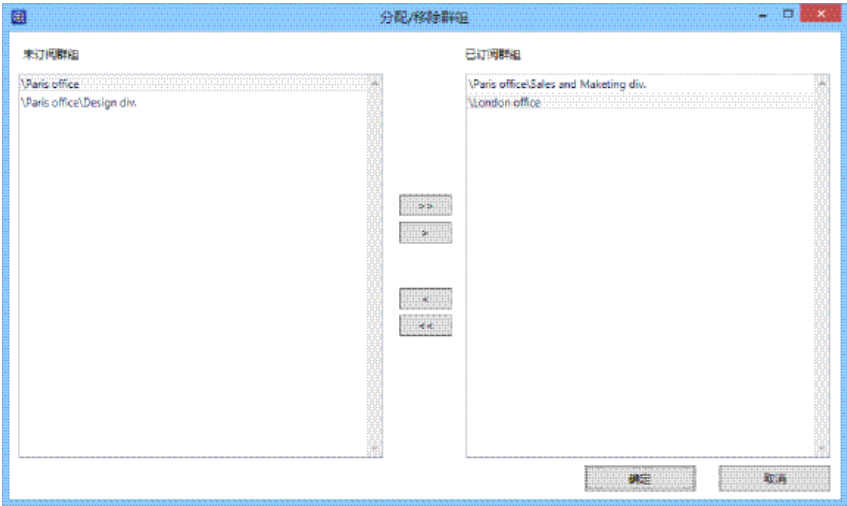 分配/移除群组
未订阅群组
已订阅群组
\Paris office
\Paris office\Design div.
\Paris office\Sales and Maketing div.
\London office
>>
>
<
<<
确定
取消